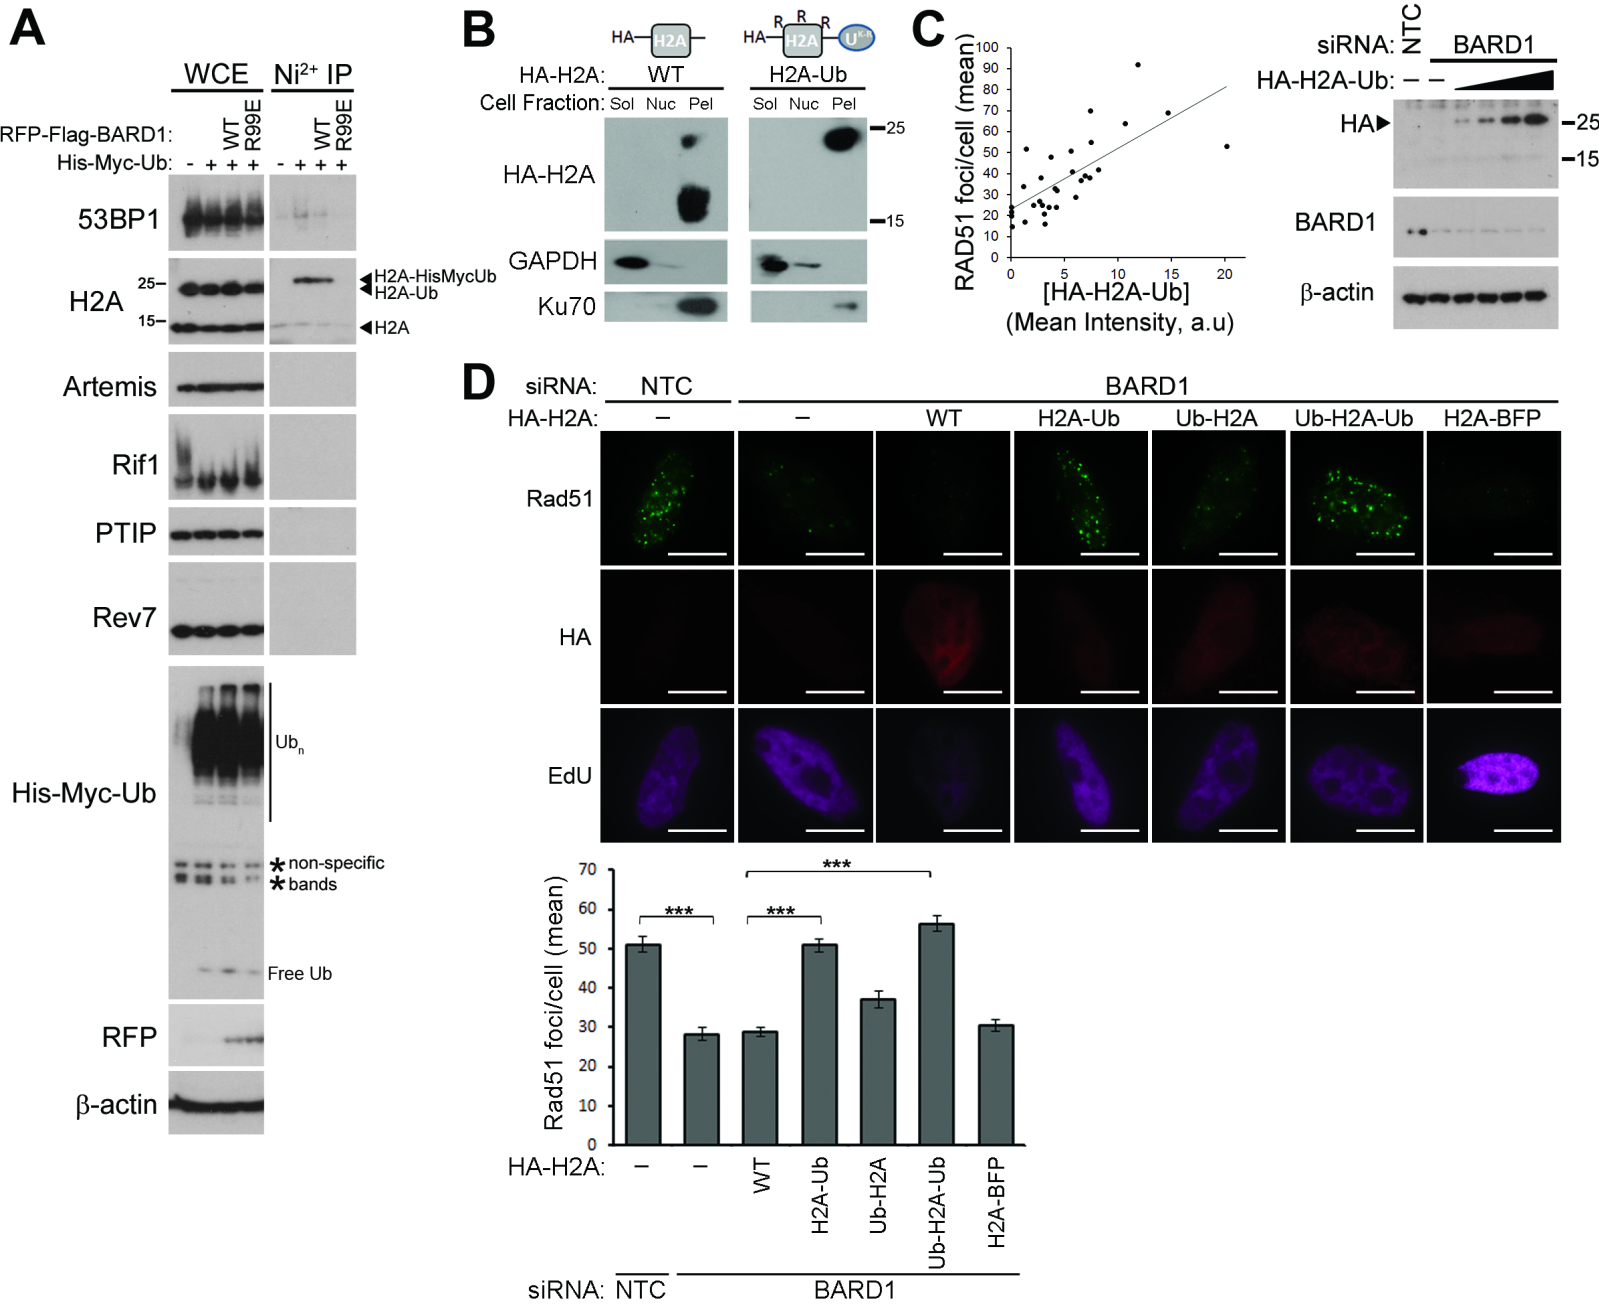 A
WCE
Ni2+ IP
RFP-Flag-BARD1:
WT
R99E
WT
R99E
His-Myc-Ub:
- + + + - + + +
53BP1
H2A
25
15
H2A-HisMycUb
H2A-Ub
H2A
Artemis
Rif1
PTIP
Rev7
His-Myc-Ub
Ubn
* non-specific
* bands
Free Ub
RFP
β-actin
B
HA H2A
R R R
HA H2A UK-R
HA-H2A: WT H2A-Ub
Cell Fraction: Sol Nuc Pel Sol Nuc Pel
HA-H2A
25
15
GAPDH
Ku70
C
RAD51 foci/cell (mean)
100
90
80
70
60
50
40
30
20
10
0
0 5 10 15 20
[HA-H2A-Ub]
(Mean Intensity, a.u)
siRNA: NTC BARD1
HA-H2A-Ub: – –
HA
25
15
BARD1
β-actin
D
siRNA: NTC BARD1
HA-H2A: – – WT H2A-Ub Ub-H2A Ub-H2A-Ub H2A-BFP
Rad51
HA
EdU
Rad51 foci/cell (mean)
70
60
50
40
30
20
10
0
***
*** ***
HA-H2A: – – WT H2A-Ub Ub-H2A Ub-H2A-Ub H2A-BFP
siRNA: NTC BARD1